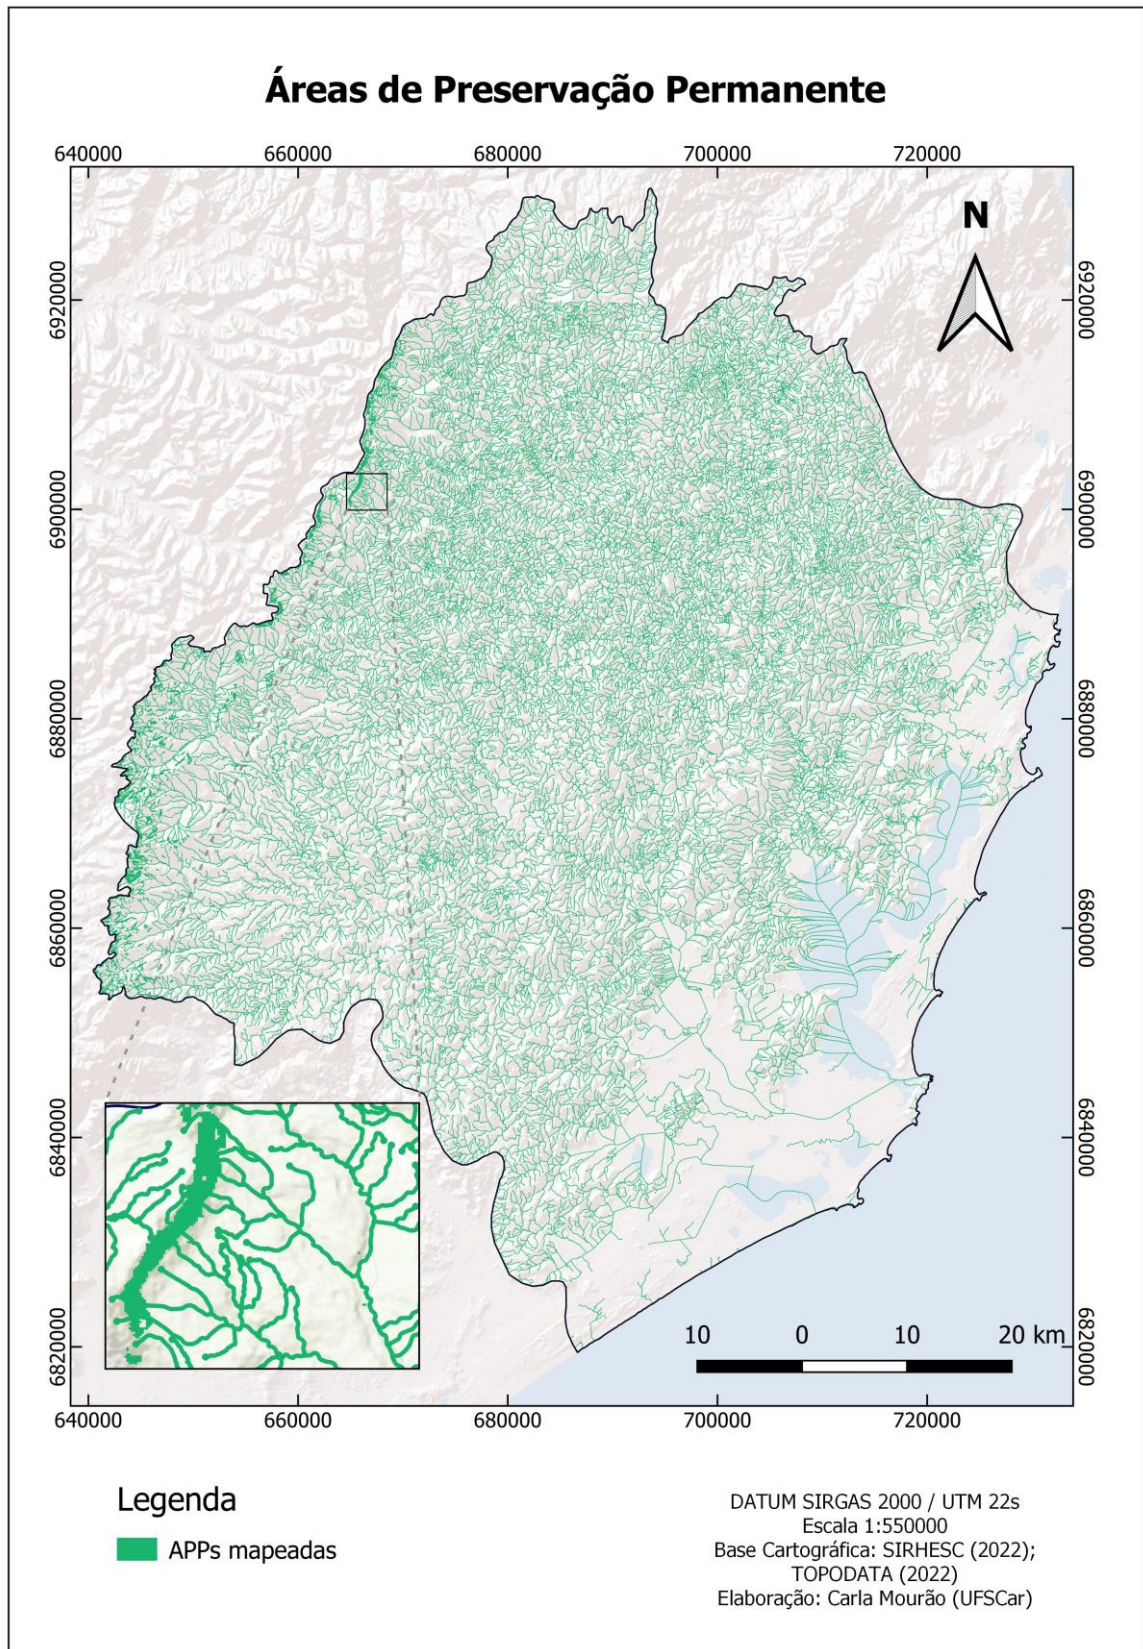 Áreas de Preservação Permanente
640000 660000 680000 700000 720000
N
6920000 6920000
6900000 6900000
6880000 6880000
6860000 6860000
6840000 6840000
6820000 6820000
10 0 10 20 km
640000 660000 680000 700000 720000
Legenda
APPs mapeadas
DATUM SIRGAS 2000 / UTM 22s
Escala 1:550000
Base Cartográfica: SIRHESC (2022);
TOPODATA (2022)
Elaboração: Carla Mourão (UFSCar)